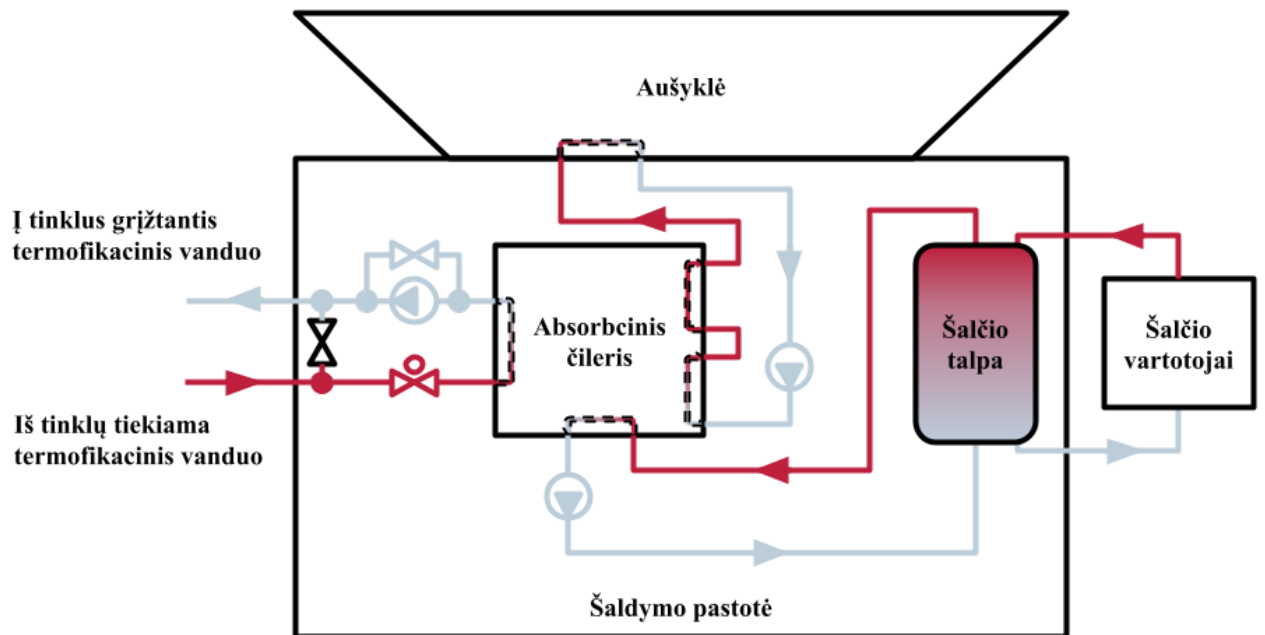 Aušyklė
Į tinklus grįžtantis
termofikacinis vanduo
Absorbcinis
čileris
Šalčio
talpa
Šalčio
vartotojai
Iš tinklų tiekiama
termofikacinis vanduo
Šaldymo pastotė